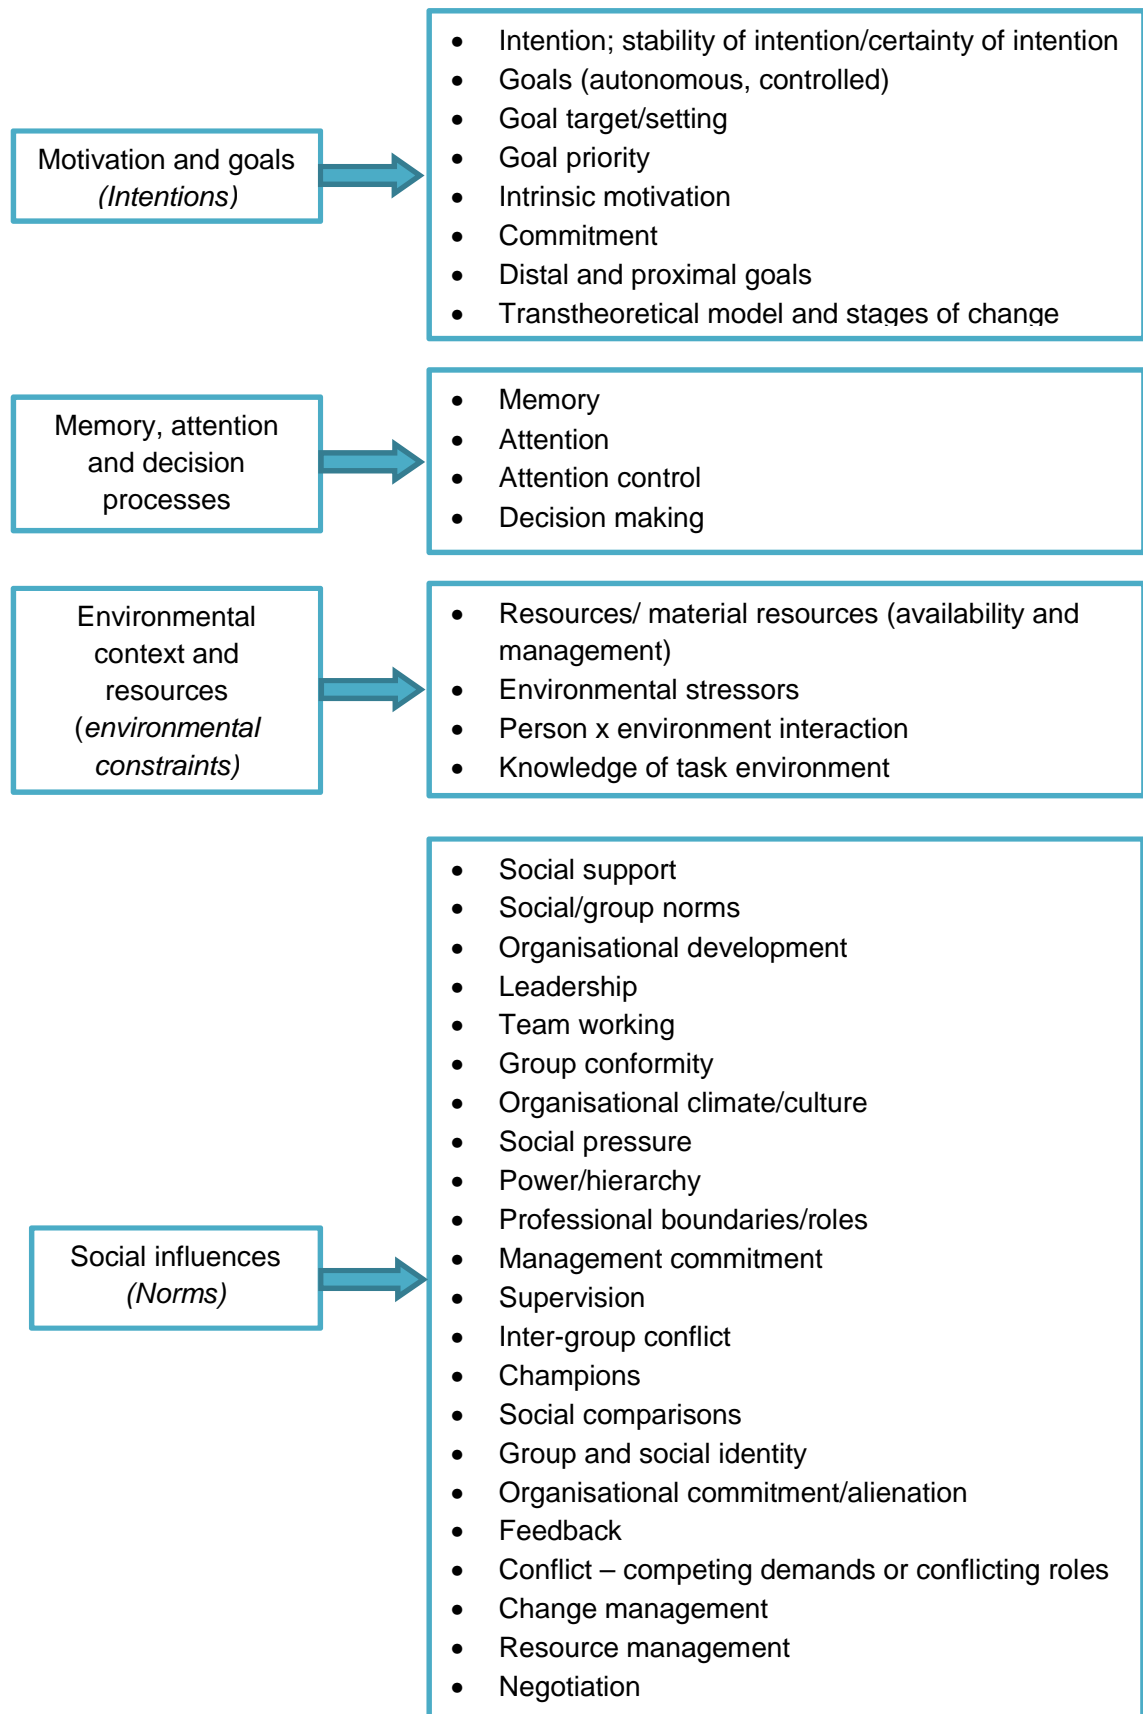 Motivation and goals
(Intentions)
• Intention; stability of intention/certainty of intention
• Goals (autonomous, controlled)
• Goal target/setting
• Goal priority
• Intrinsic motivation
• Commitment
• Distal and proximal goals
• Transtheoretical model and stages of change
Memory, attention
and decision
processes
• Memory
• Attention
• Attention control
• Decision making
Environmental
context and
resources
(environmental
constraints)
• Resources/ material resources (availability and
management)
• Environmental stressors
• Person x environment interaction
• Knowledge of task environment
Social influences
(Norms)
• Social support
• Social/group norms
• Organisational development
• Leadership
• Team working
• Group conformity
• Organisational climate/culture
• Social pressure
• Power/hierarchy
• Professional boundaries/roles
• Management commitment
• Supervision
• Inter-group conflict
• Champions
• Social comparisons
• Group and social identity
• Organisational commitment/alienation
• Feedback
• Conflict – competing demands or conflicting roles
• Change management
• Resource management
• Negotiation